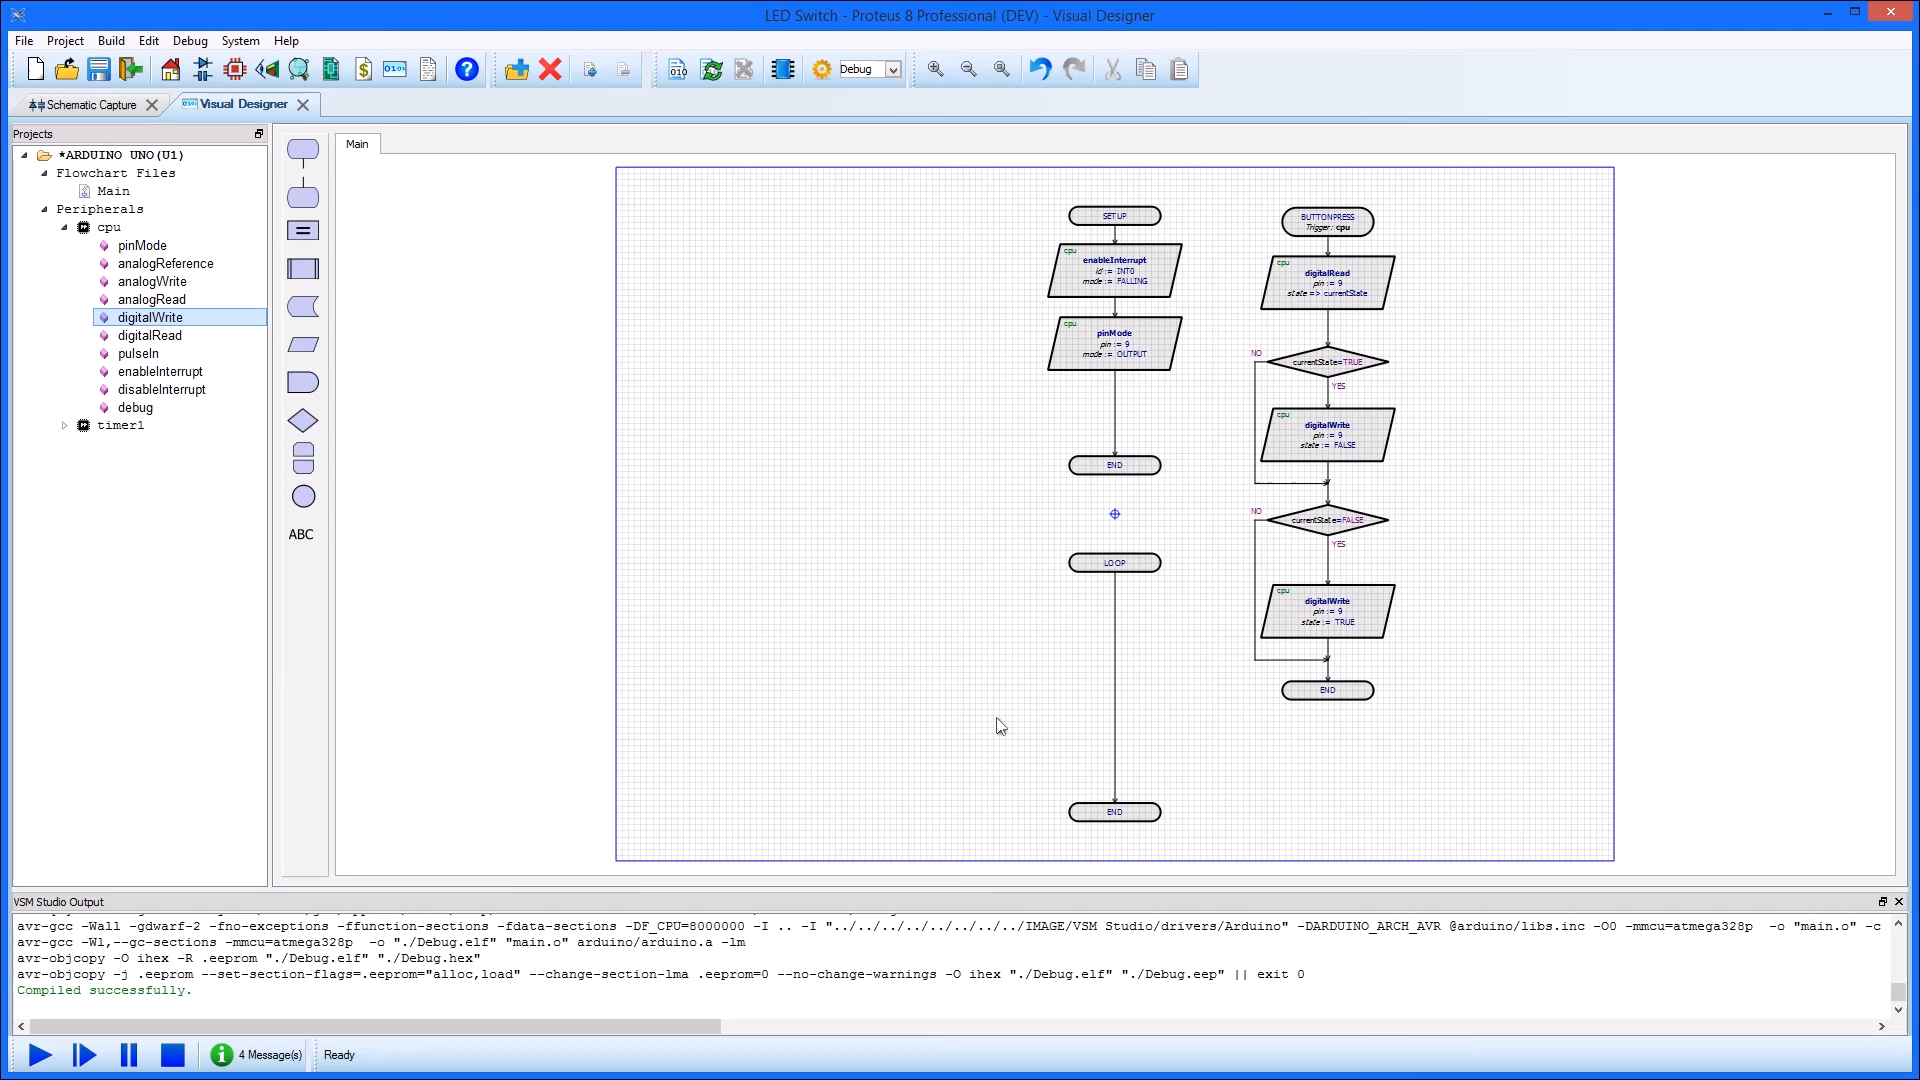 LED Switch - Proteus 8 Professional (DEV) - Visual Designer
File Project Build Edit Debug System Help
Debug
Schematic Capture
Visual Designer
Projects
*ARDUINO UNO(U1)
Flowchart Files
Main
Peripherals
cpu
pinMode
analogReference
analogWrite
analogRead
digitalWrite
digitalRead
pulseIn
enableInterrupt
disableInterrupt
debug
timer1
ABC
Main
SETUP
cpu
enableInterrupt
id := INT0
mode := FALLING
cpu
pinMode
pin := 9
mode := OUTPUT
END
LOOP
END
BUTTONPRESS
Trigger: cpu
cpu
digitalRead
pin := 9
state => currentState
NO
currentState=TRUE
YES
cpu
digitalWrite
pin := 9
state := FALSE
NO
currentState=FALSE
YES
cpu
digitalWrite
pin := 9
state := TRUE
END
VSM Studio Output
avr-gcc -Wall -gdwarf-2 -fno-exceptions -ffunction-sections -fdata-sections -DF_CPU=8000000 -I .. -I "../../../../../../../../IMAGE/VSM Studio/drivers/Arduino" -DARDUINO_ARCH_AVR @arduino/libs.inc -O0 -mmcu=atmega328p -o "main.o" -c
avr-gcc -Wl,--gc-sections -mmcu=atmega328p -o "./Debug.elf" "main.o" arduino/arduino.a -lm
avr-objcopy -O ihex -R .eeprom "./Debug.elf" "./Debug.hex"
avr-objcopy -j .eeprom --set-section-flags=.eeprom="alloc,load" --change-section-lma .eeprom=0 --no-change-warnings -O ihex "./Debug.elf" "./Debug.eep" || exit 0
Compiled successfully.
4 Message(s)
Ready